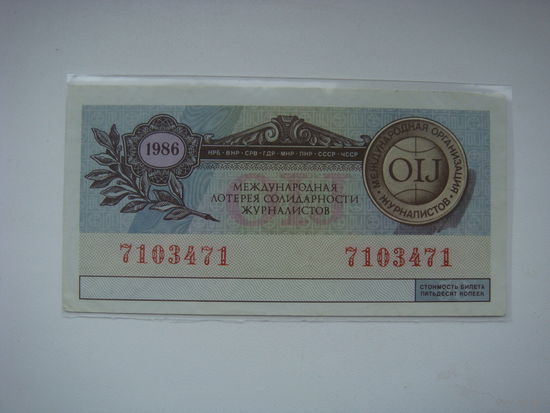 1986
НРБ · ВНР · СРВ · ГДР · МНР · ПНР · СССР · ЧССР
МЕЖДУНАРОДНАЯ
ЛОТЕРЕЯ СОЛИДАРНОСТИ
ЖУРНАЛИСТОВ
МЕЖДУНАРОДНАЯ ОРГАНИЗАЦИЯ
ЖУРНАЛИСТОВ
OIJ
7103471 7103471
СТОИМОСТЬ БИЛЕТА
ПЯТЬДЕСЯТ КОПЕЕК